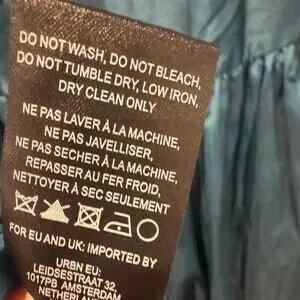 DO NOT WASH, DO NOT BLEACH,
DO NOT TUMBLE DRY, LOW IRON,
DRY CLEAN ONLY
NE PAS LAVER À LA MACHINE,
NE PAS JAVELLISER,
NE PAS SECHER À LA MACHINE,
REPASSER AU FER FROID,
NETTOYER À SEC SEULEMENT
FOR EU AND UK: IMPORTED BY
URBN EU:
LEIDSESTRAAT 32,
1017PB AMSTERDAM
NETHERLAN